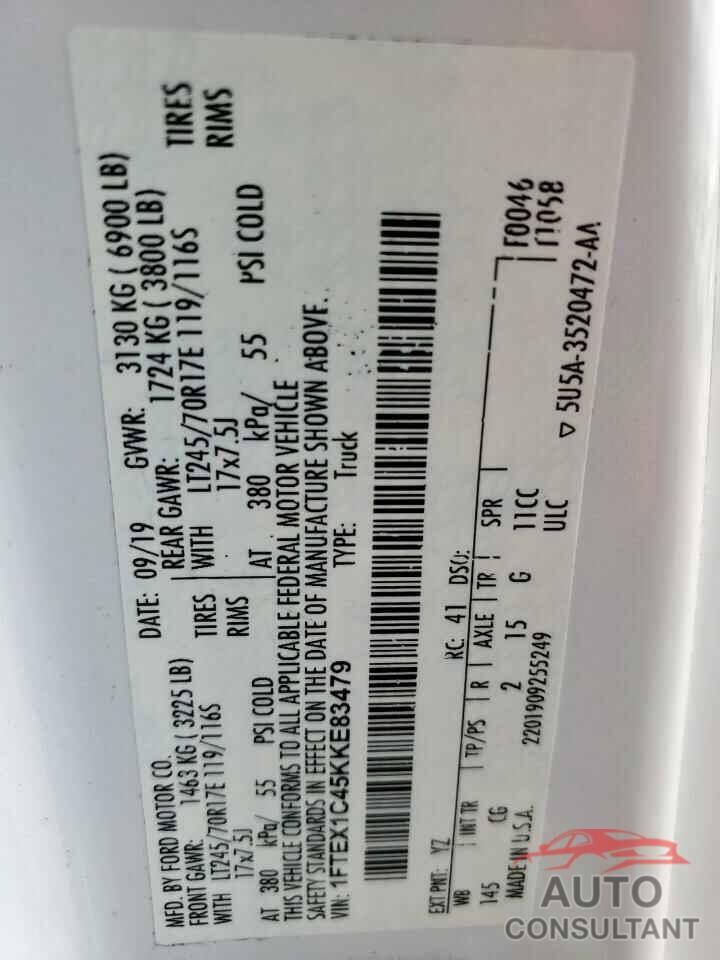 MFD. BY FORD MOTOR CO.
DATE: 09/19 GVWR: 3130 KG ( 6900 LB)
FRONT GAWR: 1463 KG ( 3225 LB) REAR GAWR: 1724 KG ( 3800 LB)
WITH LT245/70R17E 119/116S TIRES WITH LT245/70R17E 119/116S TIRES
17x7.5J RIMS 17x7.5J RIMS
AT 380 kPa/ 55 PSI COLD AT 380 kPa/ 55 PSI COLD
THIS VEHICLE CONFORMS TO ALL APPLICABLE FEDERAL MOTOR VEHICLE
SAFETY STANDARDS IN EFFECT ON THE DATE OF MANUFACTURE SHOWN ABOVE.
VIN: 1FTEX1C45KKE83479 TYPE: Truck
F0046
T1058
EXT PNT: YZ RC: 41 DSO:
WB INT TR TP/PS R AXLE TR SPR
145 CG 2 15 G 11CC
MADE IN U.S.A. 2201909255249 ULC
▽ 5U5A-3520472-AA
AUTO
CONSULTANT